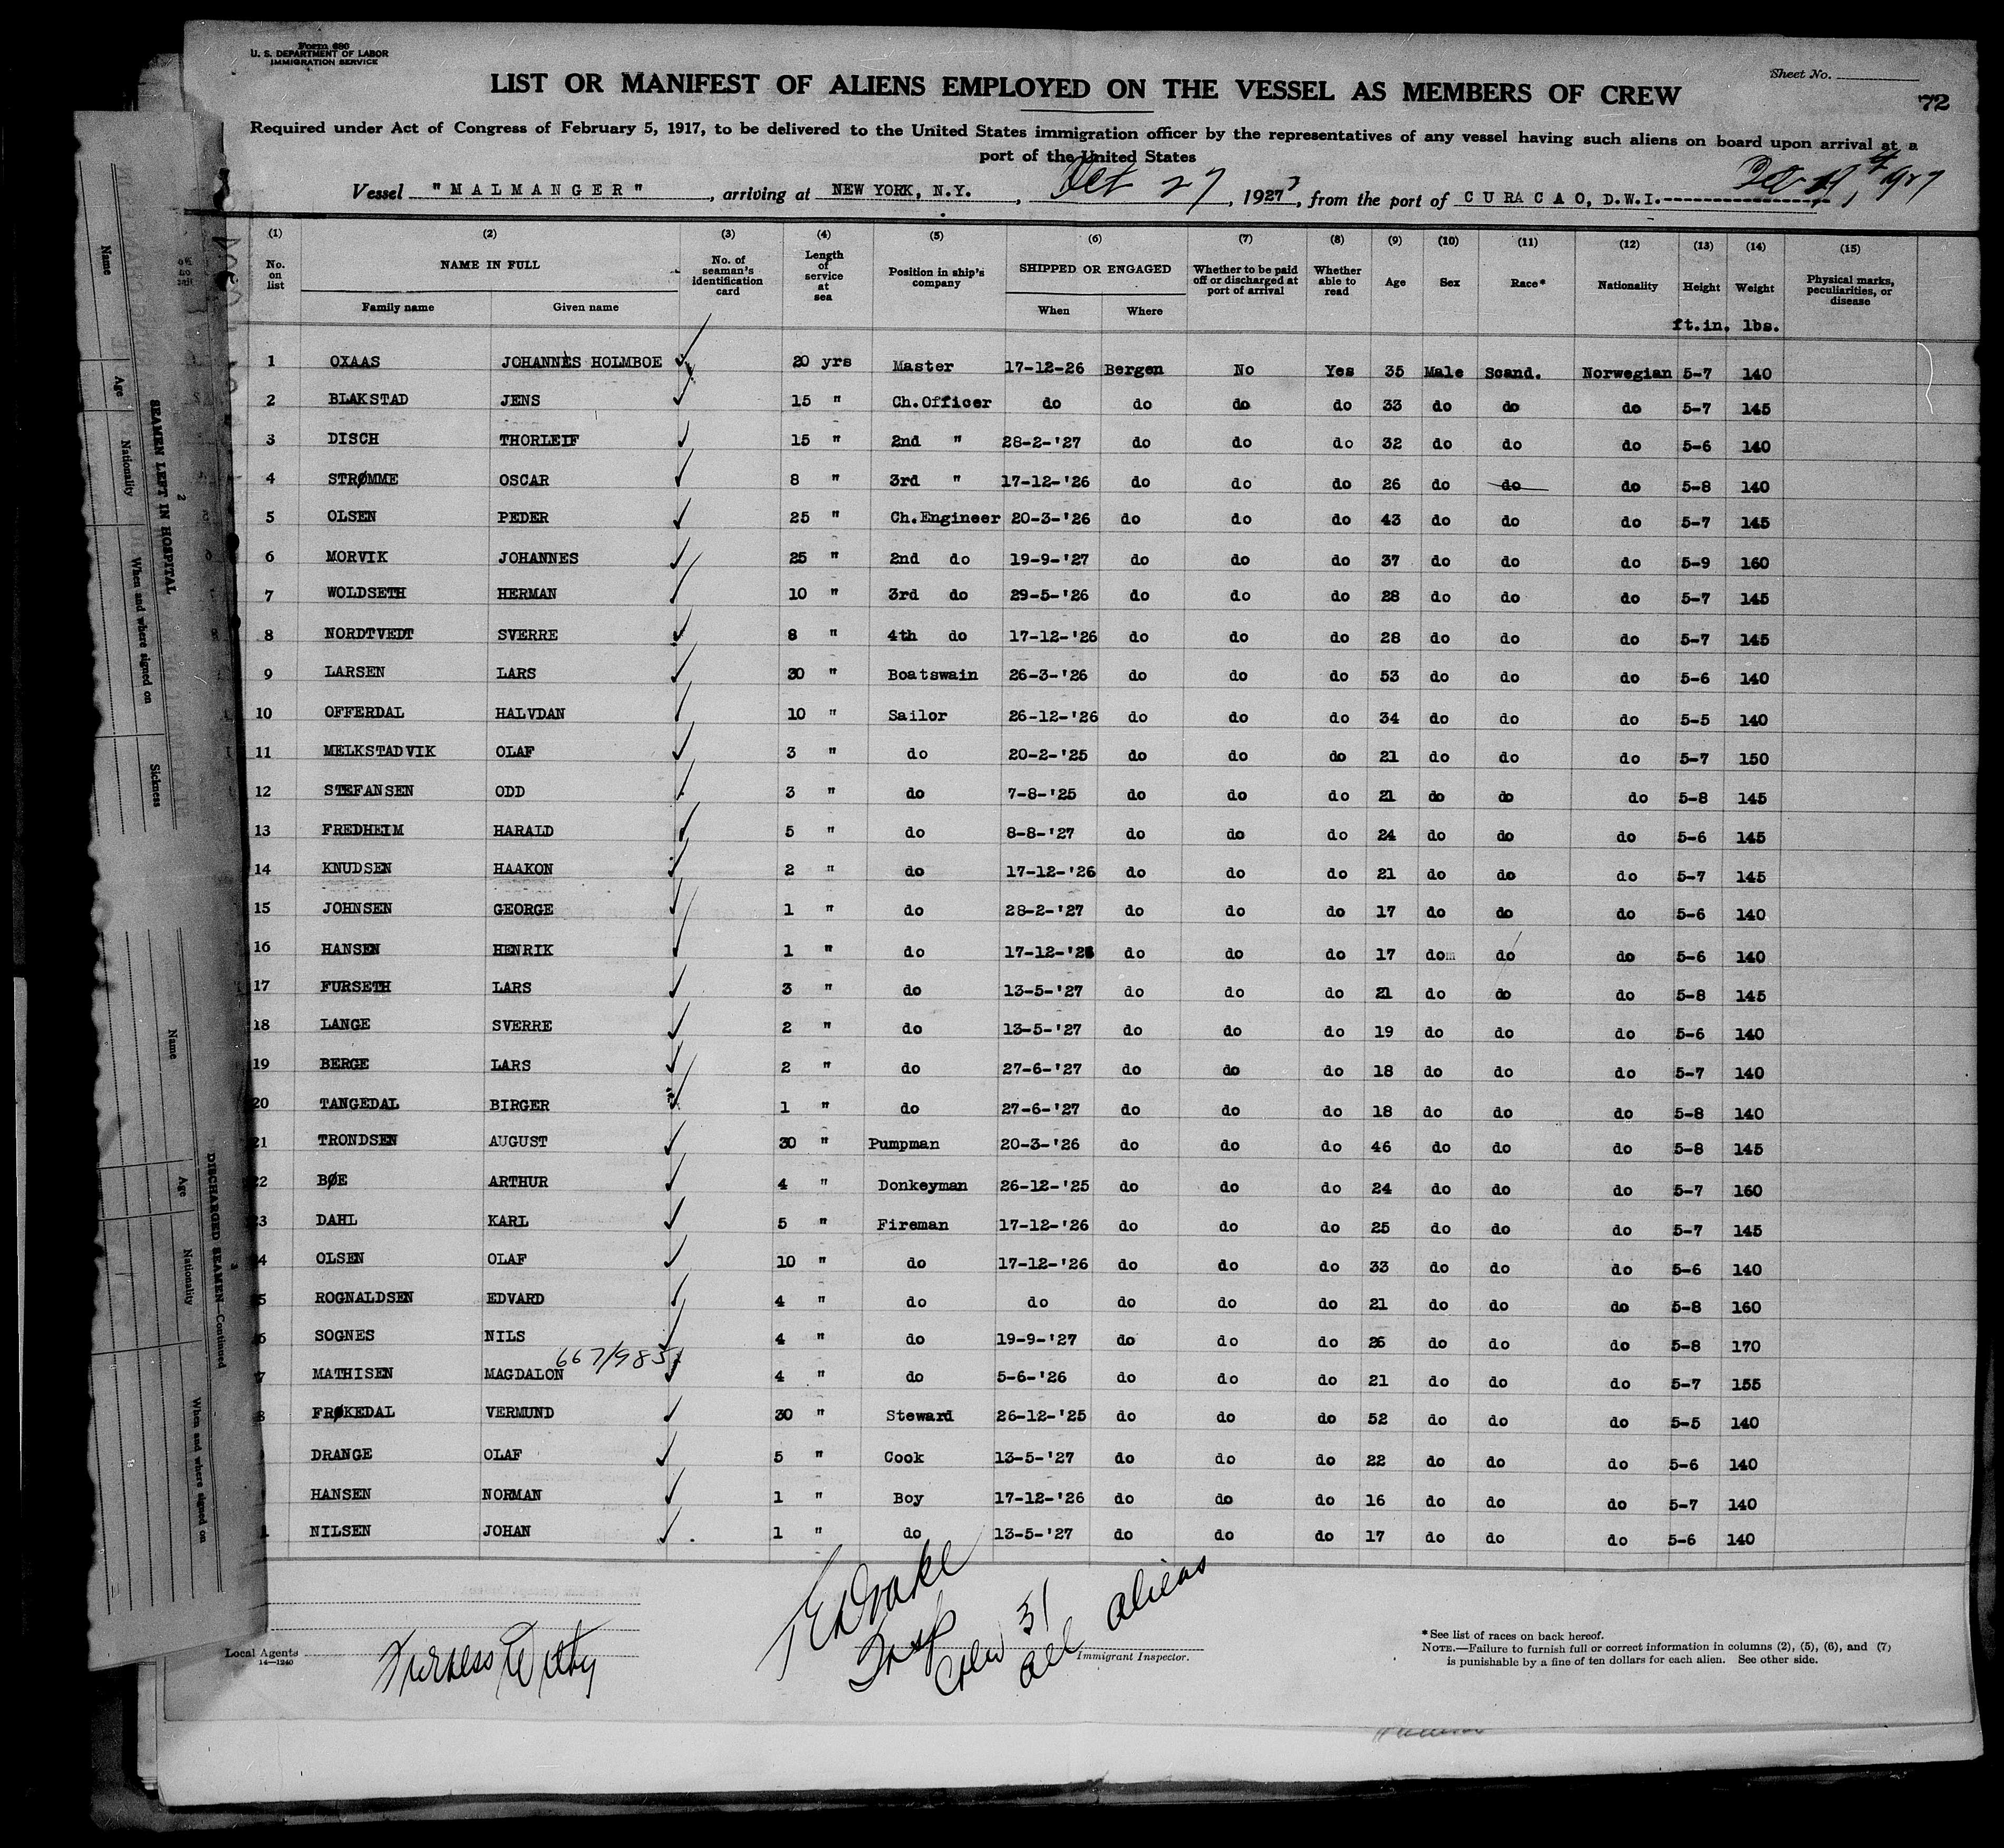 Form 680
U. S. DEPARTMENT OF LABOR
IMMIGRATION SERVICE
Sheet No.
LIST OR MANIFEST OF ALIENS EMPLOYED ON THE VESSEL AS MEMBERS OF CREW
72
Required under Act of Congress of February 5, 1917, to be delivered to the United States immigration officer by the representatives of any vessel having such aliens on board upon arrival at a
port of the United States
Vessel "MALMANGER", arriving at NEW YORK, N.Y., Oct 27, 1927, from the port of CURACAO, D.W.I.
(1) (2) (3) (4) (5) (6) (7) (8) (9) (10) (11) (12) (13) (14) (15)
No. on list NAME IN FULL Family name Given name No. of seaman's identification card Length of service at sea Position in ship's company SHIPPED OR ENGAGED When Where Whether to be paid off or discharged at port of arrival Whether able to read Age Sex Race* Nationality Height Weight Physical marks, peculiarities, or disease
ft.in. lbs.
1 OXAAS JOHANNES HOLMBOE 20 yrs Master 17-12-26 Bergen No Yes 35 Male Scand. Norwegian 5-7 140
2 BLAKSTAD JENS 15 " Ch.Officer do do do do 33 do do do 5-7 145
3 DISCH THORLEIF 15 " 2nd " 28-2-'27 do do do 32 do do do 5-6 140
4 STRØMME OSCAR 8 " 3rd " 17-12-'26 do do do 26 do do do 5-8 140
5 OLSEN PEDER 25 " Ch.Engineer 20-3-'26 do do do 43 do do do 5-7 145
6 MORVIK JOHANNES 25 " 2nd do 19-9-'27 do do do 37 do do do 5-9 160
7 WOLDSETH HERMAN 10 " 3rd do 29-5-'26 do do do 28 do do do 5-7 145
8 NORDTVEDT SVERRE 8 " 4th do 17-12-'26 do do do 28 do do do 5-7 145
9 LARSEN LARS 30 " Boatswain 26-3-'26 do do do 53 do do do 5-6 140
10 OFFERDAL HALVDAN 10 " Sailor 26-12-'26 do do do 34 do do do 5-5 140
11 MELKSTADVIK OLAF 3 " do 20-2-'25 do do do 21 do do do 5-7 150
12 STEFANSEN ODD 3 " do 7-8-'25 do do do 21 do do do 5-8 145
13 FREDHEIM HARALD 5 " do 8-8-'27 do do do 24 do do do 5-6 145
14 KNUDSEN HAAKON 2 " do 17-12-'26 do do do 21 do do do 5-7 145
15 JOHNSEN GEORGE 1 " do 28-2-'27 do do do 17 do do do 5-6 140
16 HANSEN HENRIK 1 " do 17-12-'26 do do do 17 do do do 5-6 140
17 FURSETH LARS 3 " do 13-5-'27 do do do 21 do do do 5-8 145
18 LANGE SVERRE 2 " do 13-5-'27 do do do 19 do do do 5-6 140
19 BERGE LARS 2 " do 27-6-'27 do do do 18 do do do 5-7 140
20 TANGEDAL BIRGER 1 " do 27-6-'27 do do do 18 do do do 5-8 140
21 TRONDSEN AUGUST 30 " Pumpman 20-3-'26 do do do 46 do do do 5-8 145
22 BØE ARTHUR 4 " Donkeyman 26-12-'25 do do do 24 do do do 5-7 160
23 DAHL KARL 5 " Fireman 17-12-'26 do do do 25 do do do 5-7 145
4 OLSEN OLAF 10 " do 17-12-'26 do do do 33 do do do 5-6 140
5 ROGNALDSEN EDVARD 4 " do do do do do 21 do do do 5-8 160
6 SOGNES NILS 4 " do 19-9-'27 do do do 26 do do do 5-8 170
667/985
7 MATHISEN MAGDALON 4 " do 5-6-'26 do do do 21 do do do 5-7 155
8 FRØKEDAL VERMUND 30 " Steward 26-12-'25 do do do 52 do do do 5-5 140
DRANGE OLAF 5 " Cook 13-5-'27 do do do 22 do do do 5-6 140
HANSEN NORMAN 1 " Boy 17-12-'26 do do do 16 do do do 5-7 140
1 NILSEN JOHAN 1 " do 13-5-'27 do do do 17 do do do 5-6 140
Local Agents Furness Withy
14-1240
Drake
Insp
Crew 31
all aliens
Immigrant Inspector.
*See list of races on back hereof.
NOTE.—Failure to furnish full or correct information in columns (2), (5), (6), and (7)
is punishable by a fine of ten dollars for each alien. See other side.
SEAMEN LEFT IN HOSPITAL
2
Name Age Nationality When and where signed on Sickness
DISCHARGED SEAMEN—Continued
3
Name Age Nationality When and where signed on